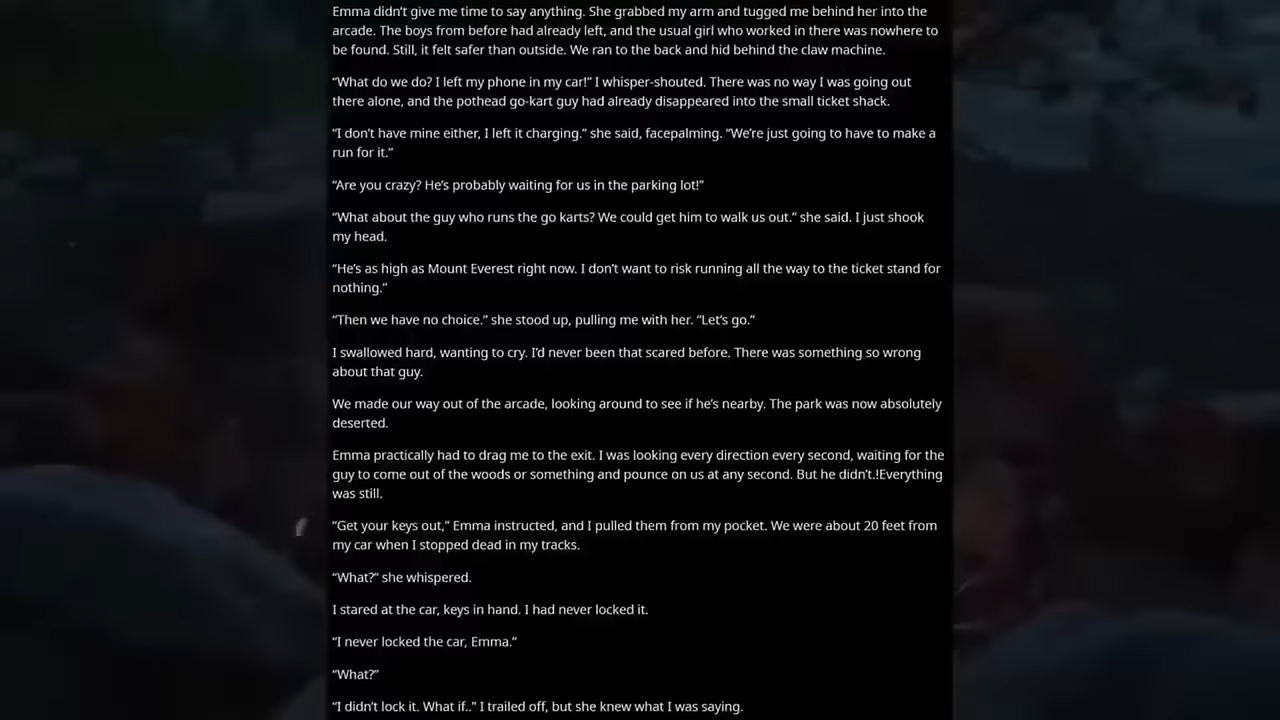 Emma didn’t give me time to say anything. She grabbed my arm and tugged me behind her into the
arcade. The boys from before had already left, and the usual girl who worked in there was nowhere to
be found. Still, it felt safer than outside. We ran to the back and hid behind the claw machine.
“What do we do? I left my phone in my car!” I whisper-shouted. There was no way I was going out
there alone, and the pothead go-kart guy had already disappeared into the small ticket shack.
“I don’t have mine either, I left it charging.” she said, facepalming. “We’re just going to have to make a
run for it.”
“Are you crazy? He’s probably waiting for us in the parking lot!”
“What about the guy who runs the go karts? We could get him to walk us out.” she said. I just shook
my head.
“He’s as high as Mount Everest right now. I don’t want to risk running all the way to the ticket stand for
nothing.”
“Then we have no choice.” she stood up, pulling me with her. “Let’s go.”
I swallowed hard, wanting to cry. I’d never been that scared before. There was something so wrong
about that guy.
We made our way out of the arcade, looking around to see if he’s nearby. The park was now absolutely
deserted.
Emma practically had to drag me to the exit. I was looking every direction every second, waiting for the
guy to come out of the woods or something and pounce on us at any second. But he didn’t.!Everything
was still.
“Get your keys out,” Emma instructed, and I pulled them from my pocket. We were about 20 feet from
my car when I stopped dead in my tracks.
“What?” she whispered.
I stared at the car, keys in hand. I had never locked it.
“I never locked the car, Emma.“
“What?”
“I didn’t lock it. What if..” I trailed off, but she knew what I was saying.